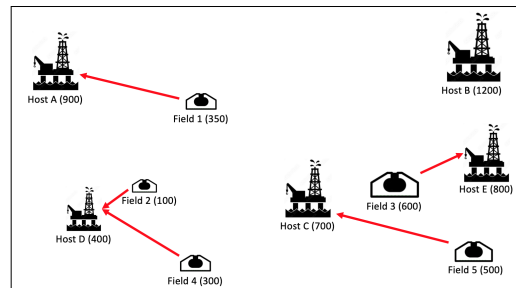 Host A (900)
Field 1 (350)
Host B (1200)
Field 2 (100)
Host D (400)
Field 4 (300)
Host C (700)
Field 3 (600)
Host E (800)
Field 5 (500)